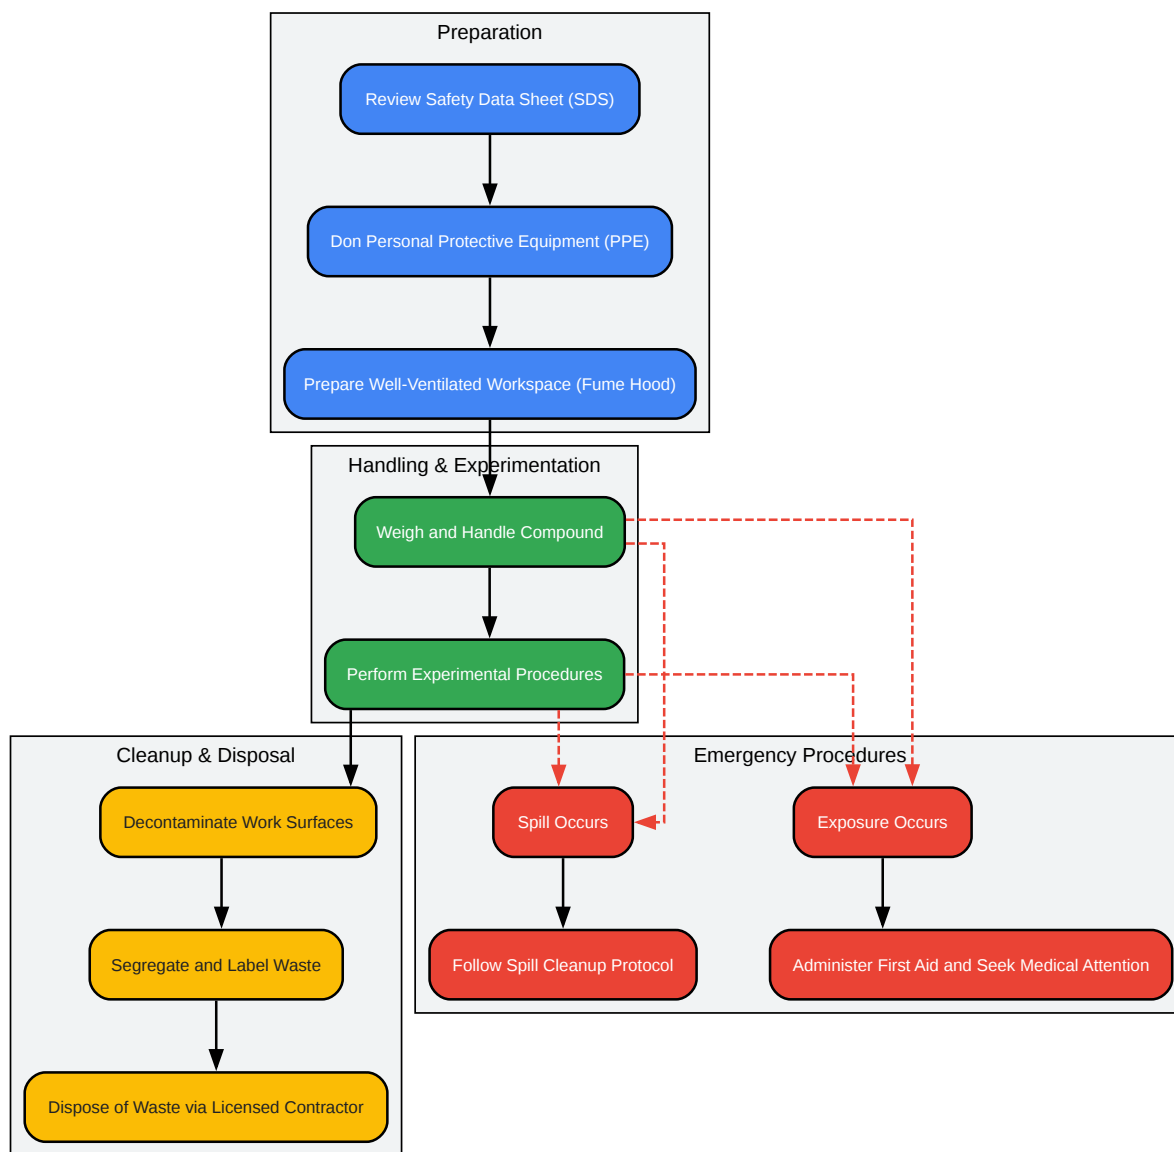 Preparation
Review Safety Data Sheet (SDS)
Don Personal Protective Equipment (PPE)
Prepare Well-Ventilated Workspace (Fume Hood)
Handling & Experimentation
Weigh and Handle Compound
Perform Experimental Procedures
Cleanup & Disposal
Decontaminate Work Surfaces
Segregate and Label Waste
Dispose of Waste via Licensed Contractor
Emergency Procedures
Spill Occurs
Exposure Occurs
Follow Spill Cleanup Protocol
Administer First Aid and Seek Medical Attention